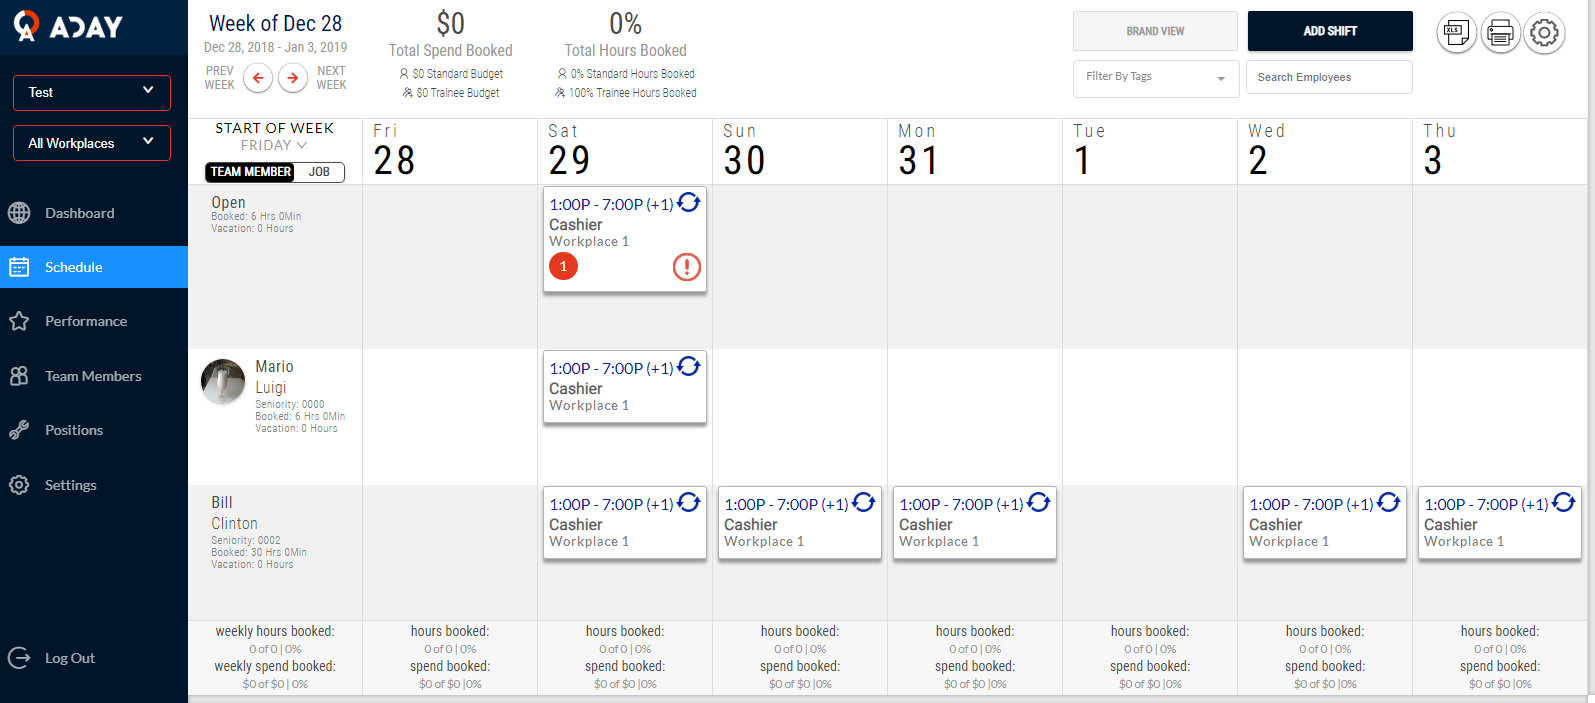 ADAY
Test
All Workplaces
Dashboard
Schedule
Performance
Team Members
Positions
Settings
Log Out
Week of Dec 28
Dec 28, 2018 - Jan 3, 2019
PREV WEEK
NEXT WEEK
$0
Total Spend Booked
$0 Standard Budget
$0 Trainee Budget
0%
Total Hours Booked
0% Standard Hours Booked
100% Trainee Hours Booked
BRAND VIEW
ADD SHIFT
XLS
Filter By Tags
Search Employees
START OF WEEK
FRIDAY
TEAM MEMBER JOB
Fri
28
Sat
29
Sun
30
Mon
31
Tue
1
Wed
2
Thu
3
Open
Booked: 6 Hrs 0Min
Vacation: 0 Hours
1:00P - 7:00P (+1)
Cashier
Workplace 1
1
Mario
Luigi
Seniority: 0000
Booked: 6 Hrs 0Min
Vacation: 0 Hours
1:00P - 7:00P (+1)
Cashier
Workplace 1
Bill
Clinton
Seniority: 0002
Booked: 30 Hrs 0Min
Vacation: 0 Hours
1:00P - 7:00P (+1)
Cashier
Workplace 1
1:00P - 7:00P (+1)
Cashier
Workplace 1
1:00P - 7:00P (+1)
Cashier
Workplace 1
1:00P - 7:00P (+1)
Cashier
Workplace 1
1:00P - 7:00P (+1)
Cashier
Workplace 1
weekly hours booked:
0 of 0 | 0%
weekly spend booked:
$0 of $0 | 0%
hours booked:
0 of 0 | 0%
spend booked:
$0 of $0 |0%
hours booked:
0 of 0 | 0%
spend booked:
$0 of $0 |0%
hours booked:
0 of 0 | 0%
spend booked:
$0 of $0 |0%
hours booked:
0 of 0 | 0%
spend booked:
$0 of $0 |0%
hours booked:
0 of 0 | 0%
spend booked:
$0 of $0 |0%
hours booked:
0 of 0 | 0%
spend booked:
$0 of $0 |0%
hours booked:
0 of 0 | 0%
spend booked:
$0 of $0 |0%